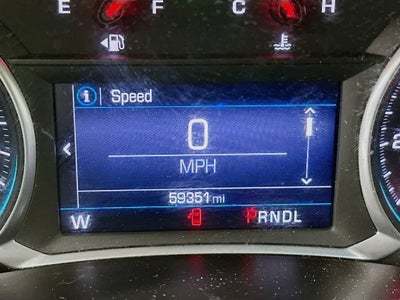 E F C H
Speed
0
MPH
59351 mi
W PRNDL